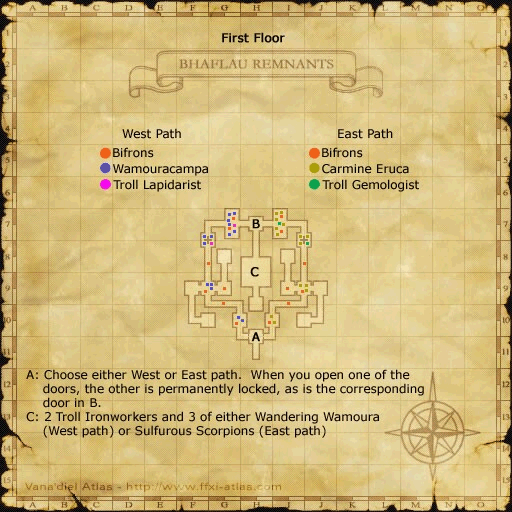 A B C D E F G H I J K L M N O
First Floor
BHAFLAU REMNANTS
West Path
Bifrons
Wamouracampa
Troll Lapidarist
East Path
Bifrons
Carmine Eruca
Troll Gemologist
B
C
A
A: Choose either West or East path. When you open one of the
doors, the other is permanently locked, as is the corresponding
door in B.
C: 2 Troll Ironworkers and 3 of either Wandering Wamoura
(West path) or Sulfurous Scorpions (East path)
Vana'diel Atlas - http://www.ffxi-atlas.com